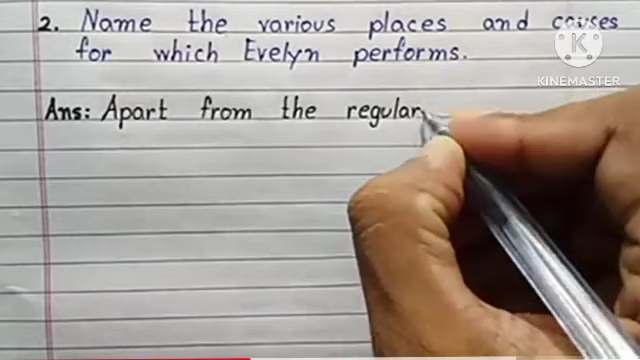 2. Name the various places and causes
for which Evelyn performs.
Ans: Apart from the regular
KINEMASTER